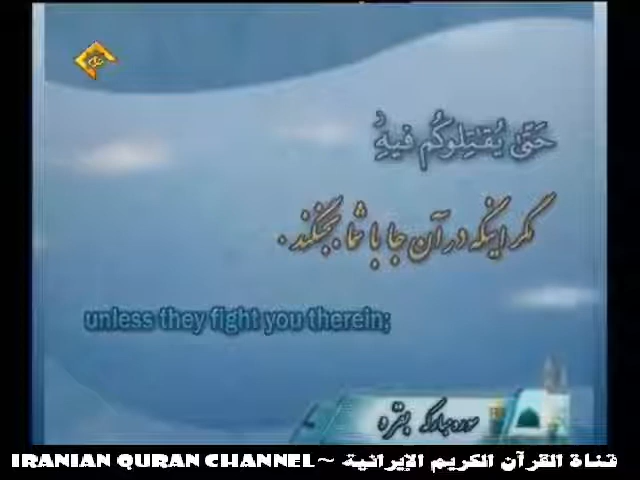 حَتَّىٰ يُقَـٰتِلُوكُمْ فِيهِ ۖ
مگر اینکه در آن جا با شما بجنگند.
unless they fight you therein;
سوره مبارکه بقره
IRANIAN QURAN CHANNEL ~ قناة القرآن الكريم الإيرانية